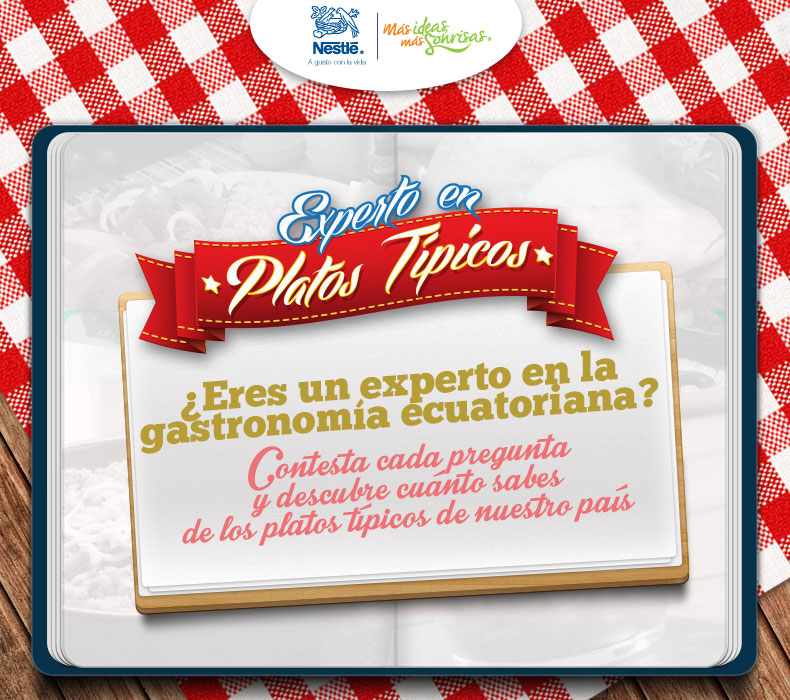 Nestlé.
A gusto con la vida
Más ideas,
más Sonrisas.
Experto en
Platos Típicos
¿Eres un experto en la
gastronomía ecuatoriana?
Contesta cada pregunta
y descubre cuánto sabes
de los platos típicos de nuestro país